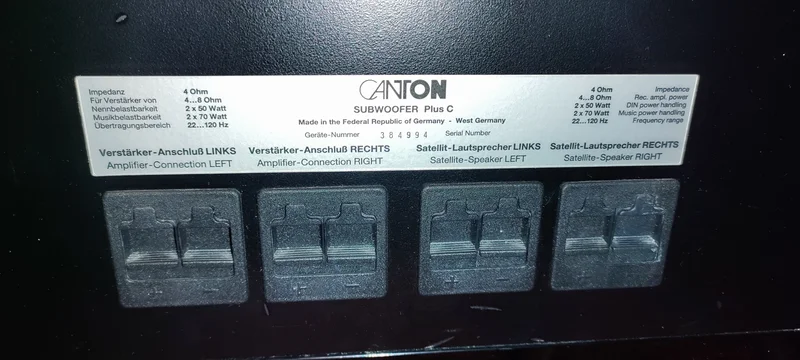 CANTON
SUBWOOFER Plus C
Made in the Federal Republic of Germany - West Germany
Geräte-Nummer 384994 Serial Number
Impedanz 4 Ohm
Für Verstärker von 4...8 Ohm
Nennbelastbarkeit 2 x 50 Watt
Musikbelastbarkeit 2 x 70 Watt
Übertragungsbereich 22...120 Hz
4 Ohm Impedance
4...8 Ohm Rec. ampl. power
2 x 50 Watt DIN power handling
2 x 70 Watt Music power handling
22...120 Hz Frequency range
Verstärker-Anschluß LINKS Verstärker-Anschluß RECHTS Satellit-Lautsprecher LINKS Satellit-Lautsprecher RECHTS
Amplifier-Connection LEFT Amplifier-Connection RIGHT Satellite-Speaker LEFT Satellite-Speaker RIGHT
+ - + - + - + -